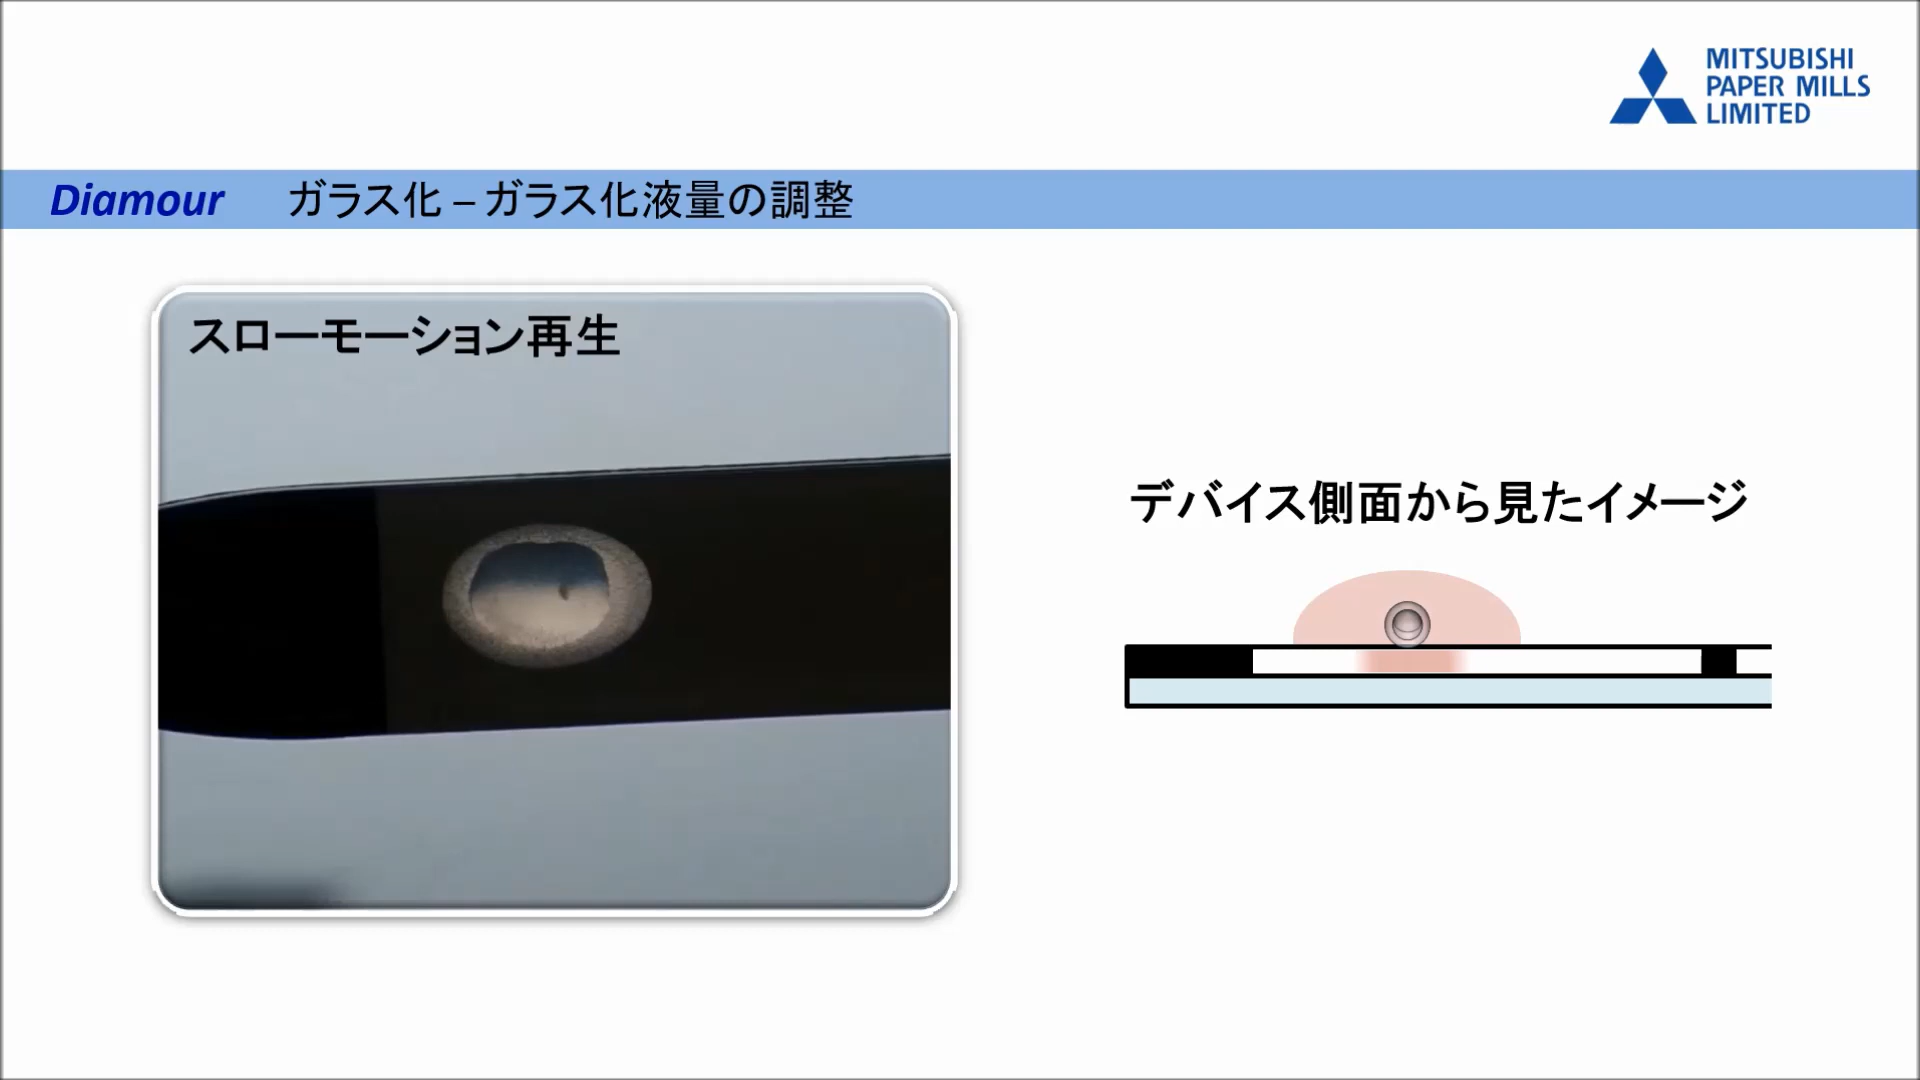 MITSUBISHI
PAPER MILLS
LIMITED
Diamour ガラス化 – ガラス化液量の調整
スローモーション再生
デバイス側面から見たイメージ